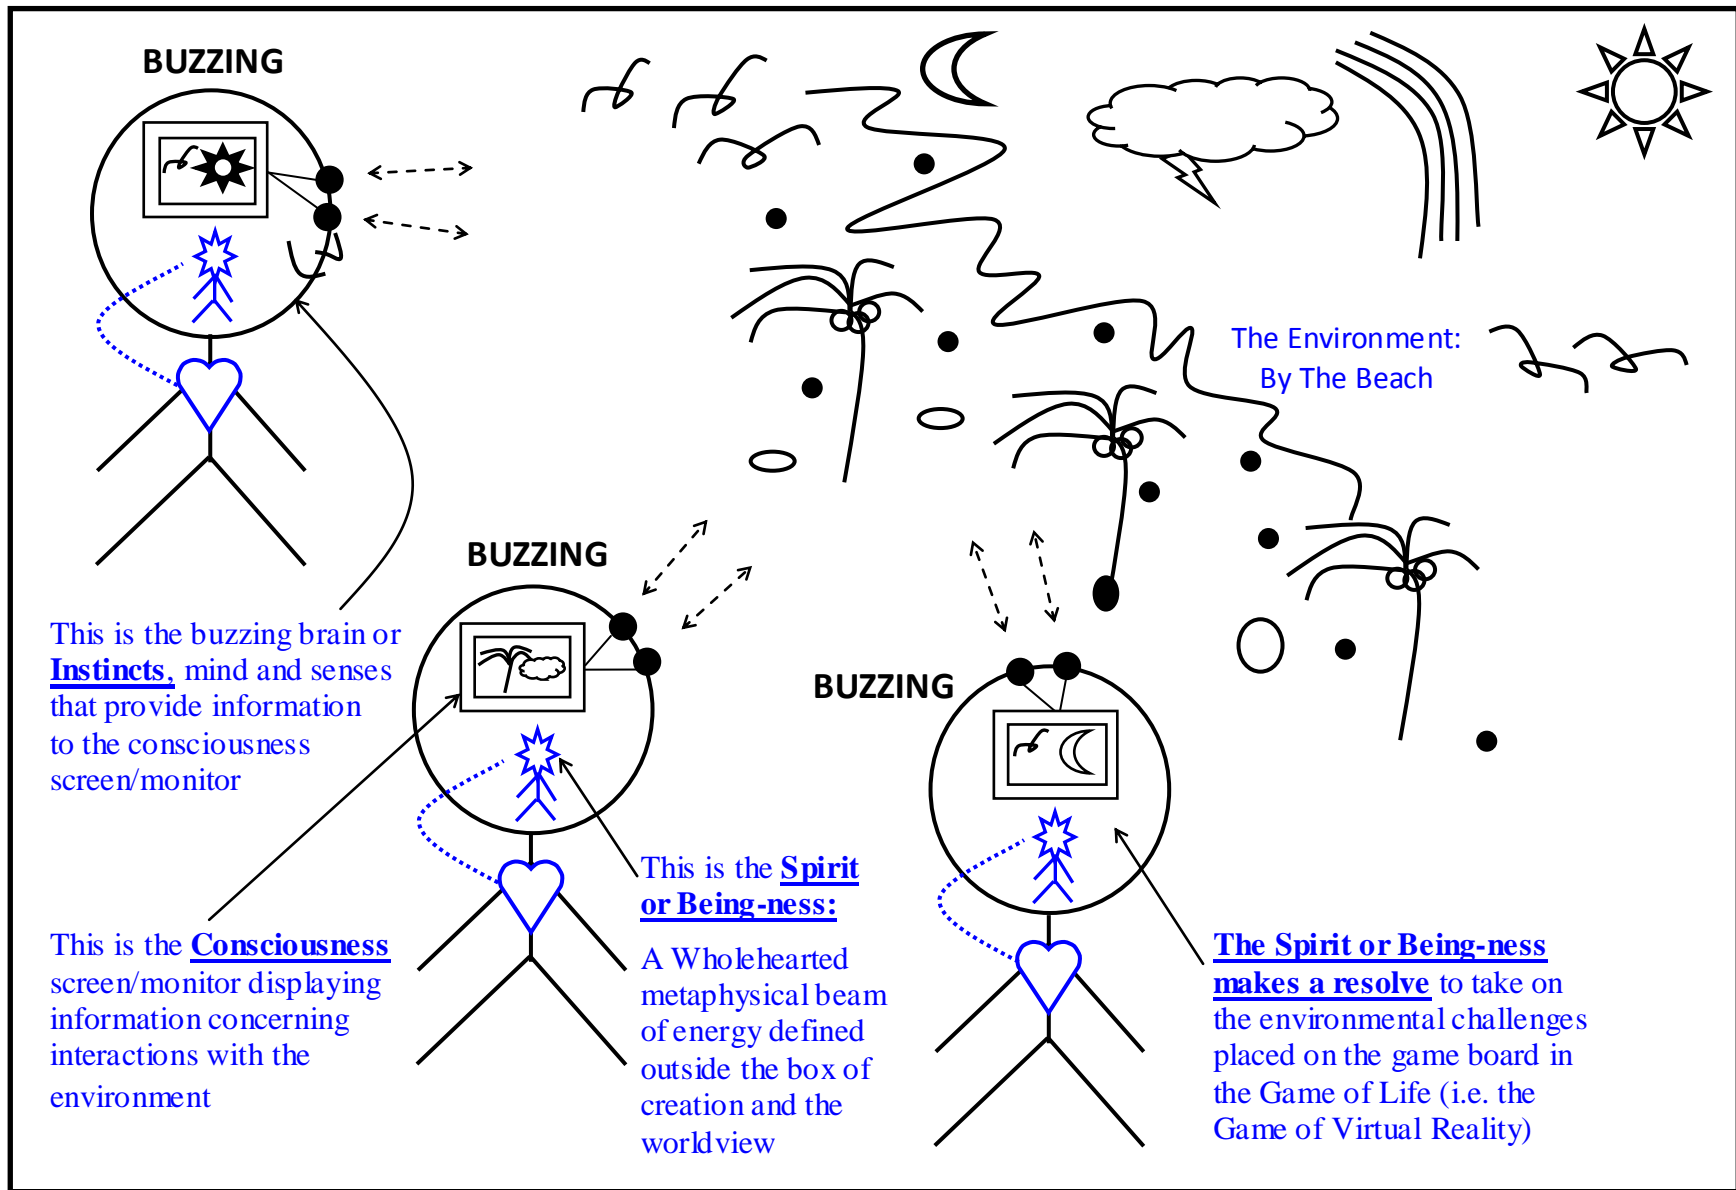 BUZZING
The Environment:
By The Beach
BUZZING
This is the buzzing brain or
Instincts, mind and senses
that provide information
to the consciousness
screen/monitor
BUZZING
This is the Consciousness
screen/monitor displaying
information concerning
interactions with the
environment
This is the Spirit
or Being-ness:
A Wholehearted
metaphysical beam
of energy defined
outside the box of
creation and the
worldview
The Spirit or Being-ness
makes a resolve to take on
the environmental challenges
placed on the game board in
the Game of Life (i.e. the
Game of Virtual Reality)